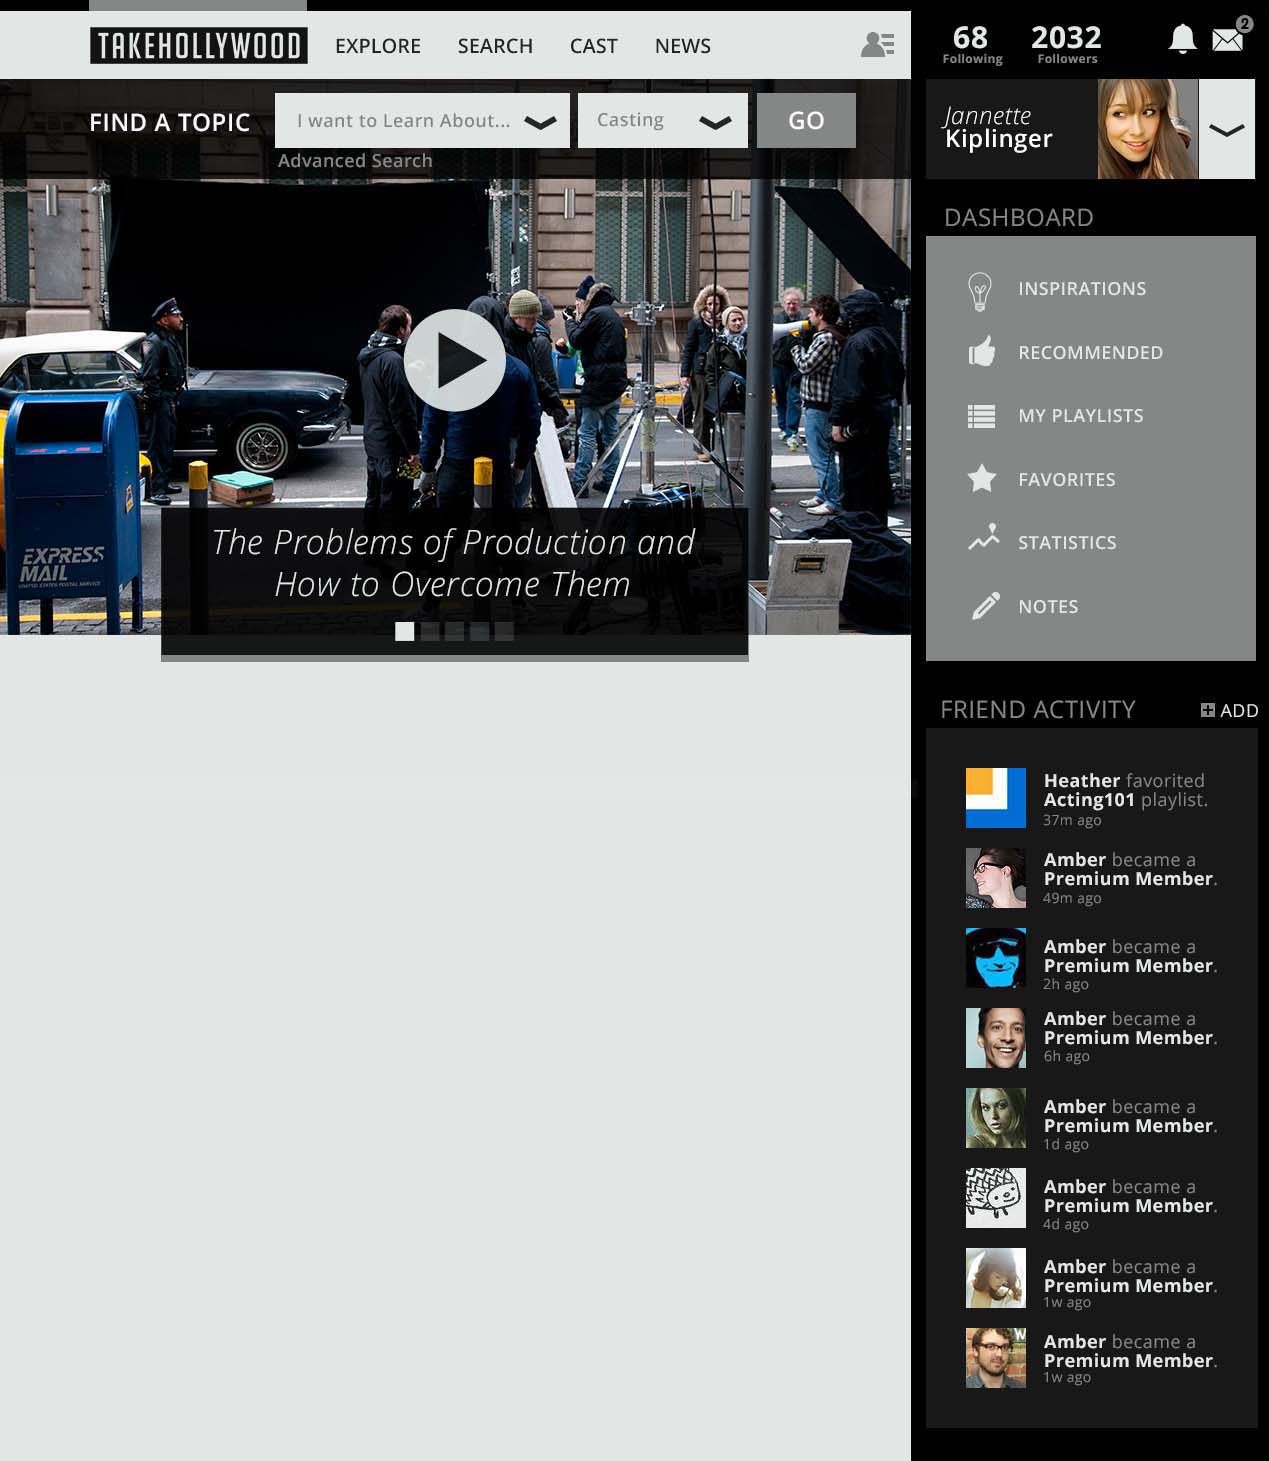 TAKEHOLLYWOOD
EXPLORE
SEARCH
CAST
NEWS
68
Following
2032
Followers
2
FIND A TOPIC
I want to Learn About...
Casting
GO
Advanced Search
Jannette
Kiplinger
DASHBOARD
INSPIRATIONS
RECOMMENDED
MY PLAYLISTS
FAVORITES
STATISTICS
NOTES
EXPRESS
MAIL
UNITED STATES POSTAL SERVICE
The Problems of Production and
How to Overcome Them
FRIEND ACTIVITY
ADD
Heather favorited
Acting101 playlist.
37m ago
Amber became a
Premium Member.
49m ago
Amber became a
Premium Member.
2h ago
Amber became a
Premium Member.
6h ago
Amber became a
Premium Member.
1d ago
Amber became a
Premium Member.
4d ago
Amber became a
Premium Member.
1w ago
Amber became a
Premium Member.
1w ago